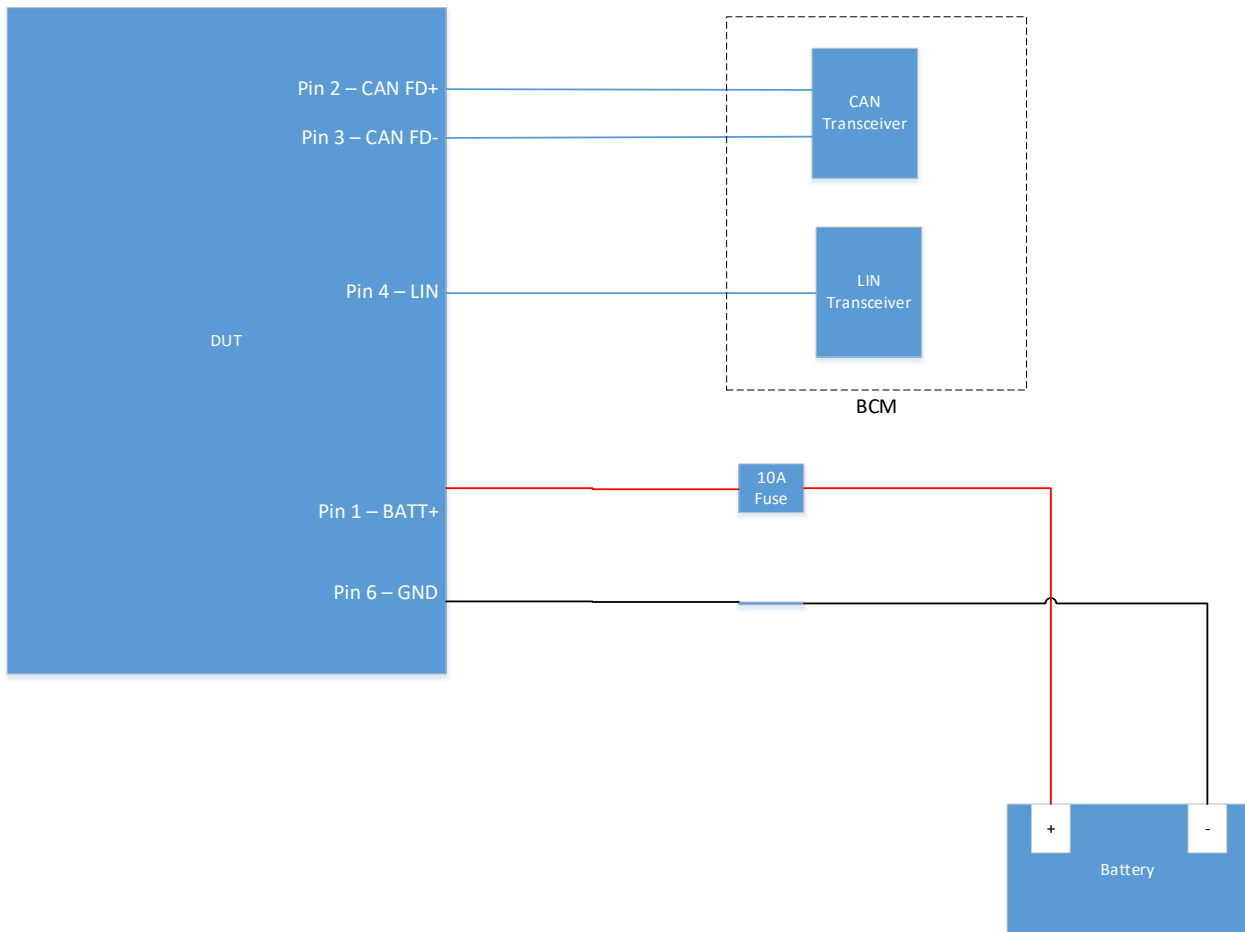 Pin 2 – CAN FD+
Pin 3 – CAN FD-
CAN
Transceiver
Pin 4 – LIN
LIN
Transceiver
DUT
BCM
Pin 1 – BATT+
10A
Fuse
Pin 6 – GND
+
-
Battery